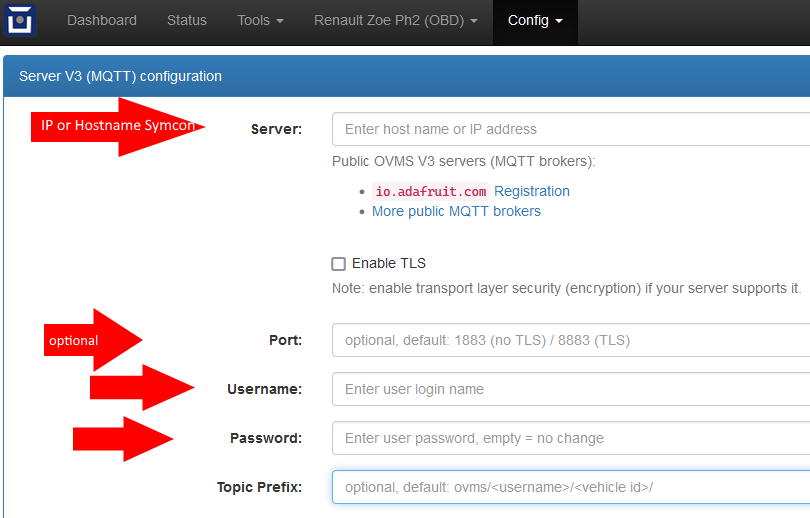 Dashboard Status Tools Renault Zoe Ph2 (OBD) Config
Server V3 (MQTT) configuration
IP or Hostname Symcon Server: Enter host name or IP address
Public OVMS V3 servers (MQTT brokers):
• io.adafruit.com Registration
• More public MQTT brokers
Enable TLS
Note: enable transport layer security (encryption) if your server supports it.
optional Port: optional, default: 1883 (no TLS) / 8883 (TLS)
Username: Enter user login name
Password: Enter user password, empty = no change
Topic Prefix: optional, default: ovms/<username>/<vehicle id>/